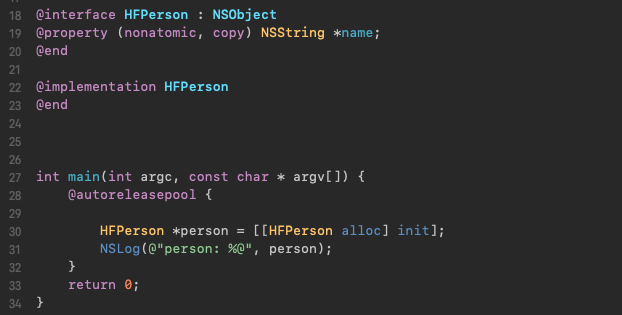 18 @interface HFPerson : NSObject
19 @property (nonatomic, copy) NSString *name;
20 @end
21
22 @implementation HFPerson
23 @end
24
25
26
27 int main(int argc, const char * argv[]) {
28     @autoreleasepool {
29
30         HFPerson *person = [[HFPerson alloc] init];
31         NSLog(@"person: %@", person);
32     }
33     return 0;
34 }